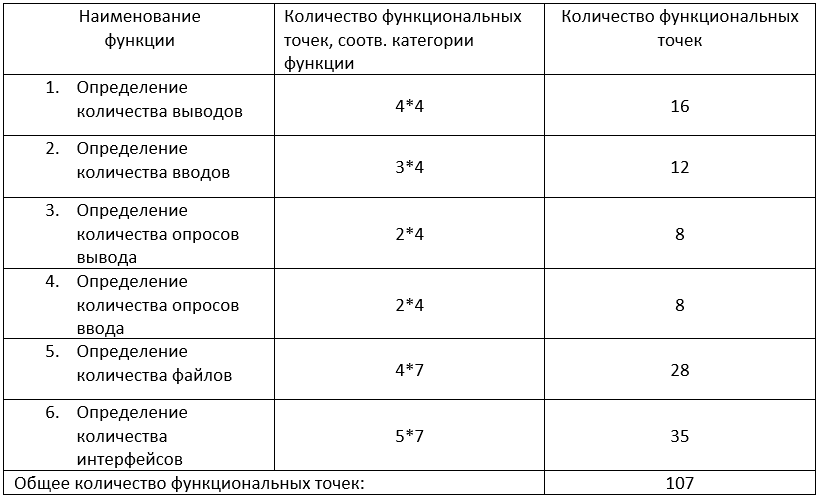 Наименование
функции
Количество функциональных
точек, соотв. категории
функции
Количество функциональных
точек
1. Определение
количества выводов
4*4
16
2. Определение
количества вводов
3*4
12
3. Определение
количества опросов
вывода
2*4
8
4. Определение
количества опросов
ввода
2*4
8
5. Определение
количества файлов
4*7
28
6. Определение
количества
интерфейсов
5*7
35
Общее количество функциональных точек:
107